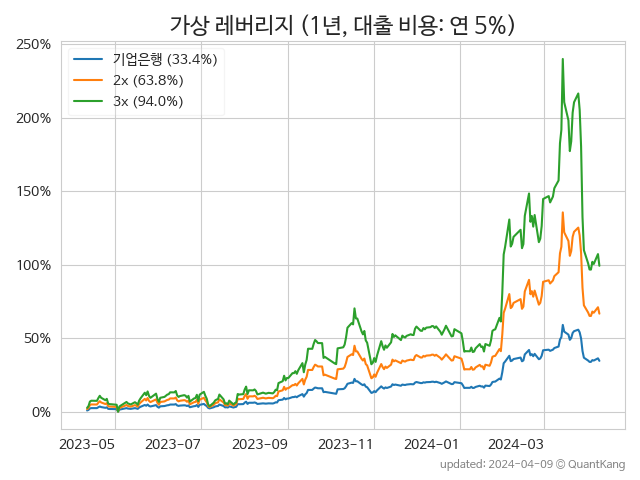 가상 레버리지 (1년, 대출 비용: 연 5%)
250%
200%
150%
100%
50%
0%
기업은행 (33.4%)
2x (63.8%)
3x (94.0%)
2023-05 2023-07 2023-09 2023-11 2024-01 2024-03
updated: 2024-04-09 © QuantKang